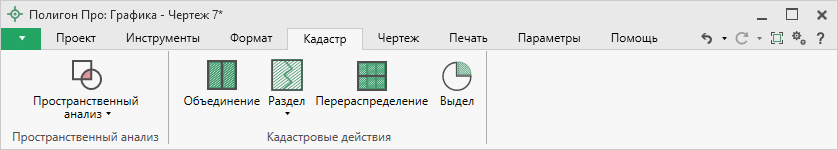 Полигон Про: Графика - Чертеж 7*
Проект Инструменты Формат Кадастр Чертеж Печать Параметры Помощь ?
Пространственный
анализ
Объединение Раздел Перераспределение Выдел
Пространственный анализ Кадастровые действия